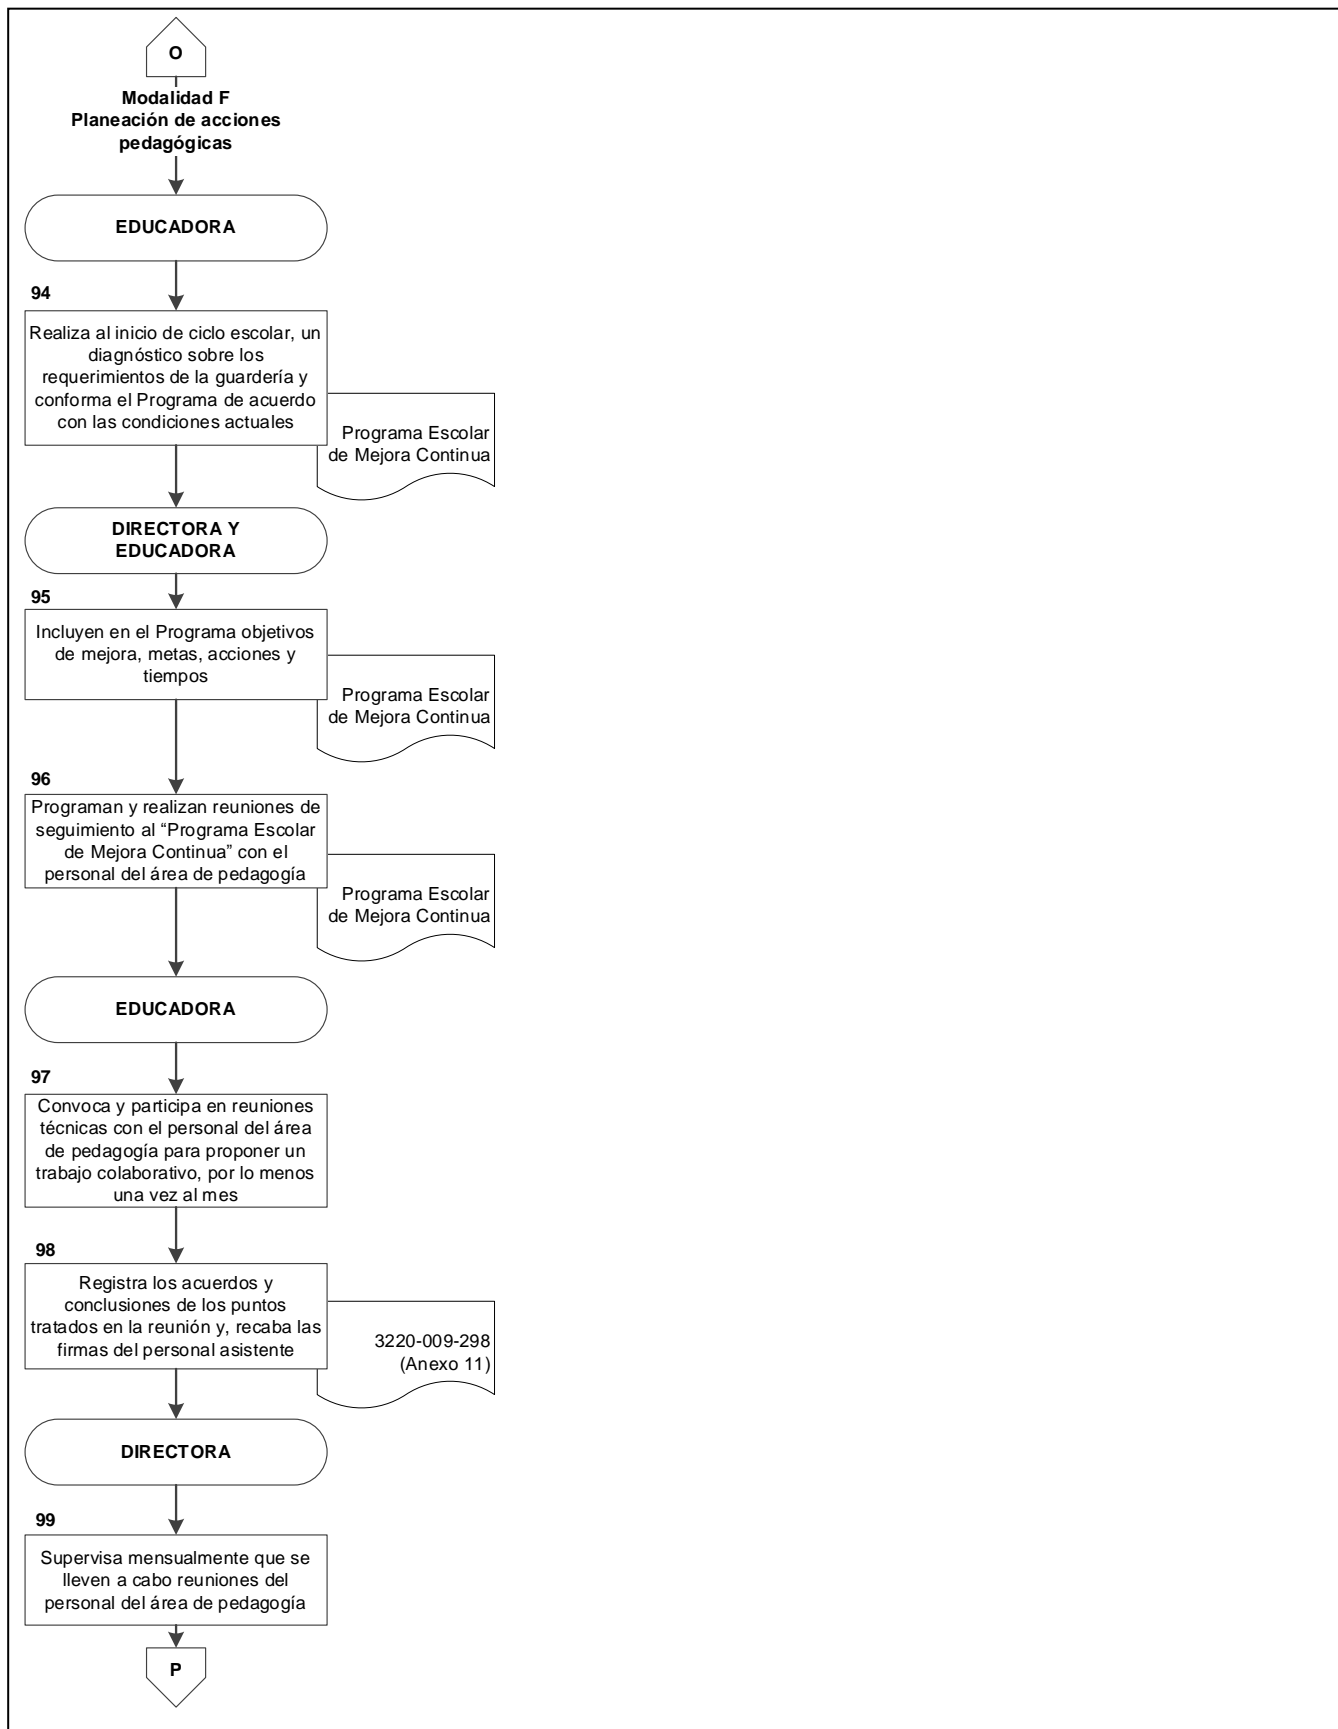 O
Modalidad F
Planeación de acciones
pedagógicas
EDUCADORA
94
Realiza al inicio de ciclo escolar, un
diagnóstico sobre los
requerimientos de la guardería y
conforma el Programa de acuerdo
con las condiciones actuales
Programa Escolar
de Mejora Continua
DIRECTORA Y
EDUCADORA
95
Incluyen en el Programa objetivos
de mejora, metas, acciones y
tiempos
Programa Escolar
de Mejora Continua
96
Programan y realizan reuniones de
seguimiento al “Programa Escolar
de Mejora Continua” con el
personal del área de pedagogía
Programa Escolar
de Mejora Continua
EDUCADORA
97
Convoca y participa en reuniones
técnicas con el personal del área
de pedagogía para proponer un
trabajo colaborativo, por lo menos
una vez al mes
98
Registra los acuerdos y
conclusiones de los puntos
tratados en la reunión y, recaba las
firmas del personal asistente
3220-009-298
(Anexo 11)
DIRECTORA
99
Supervisa mensualmente que se
lleven a cabo reuniones del
personal del área de pedagogía
P